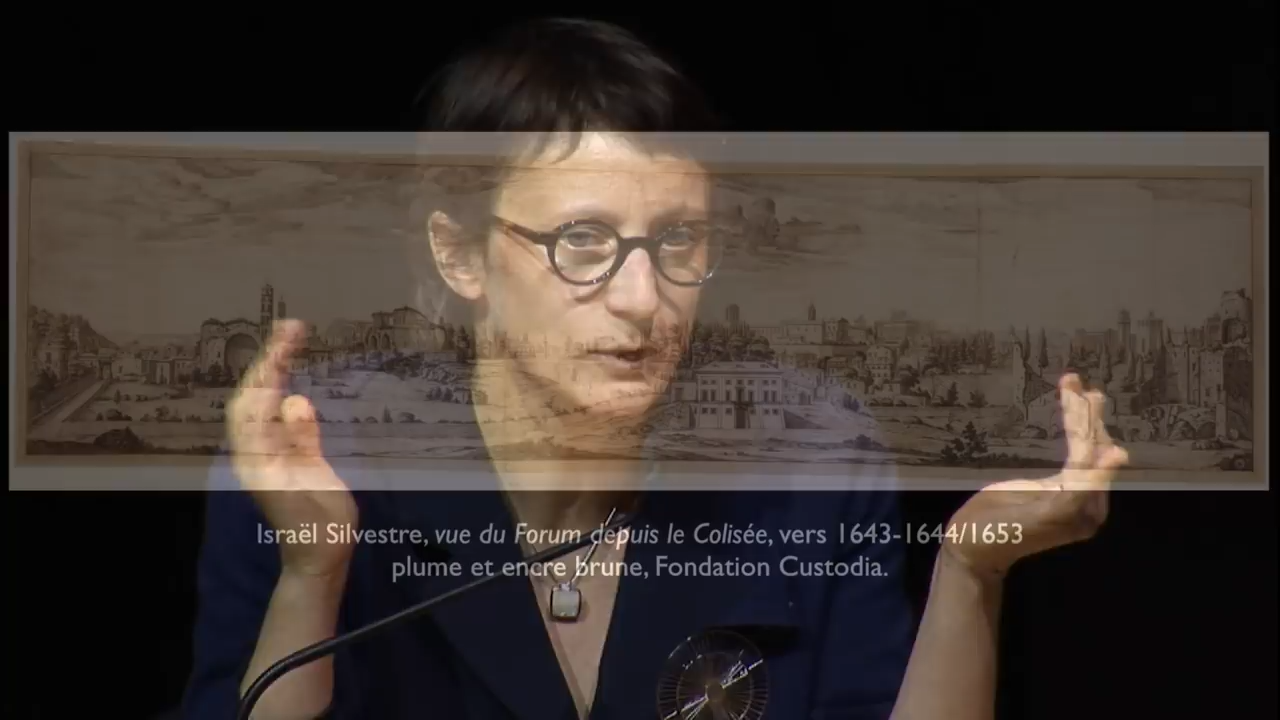 Israël Silvestre, vue du Forum depuis le Colisée, vers 1643-1644/1653
plume et encre brune, Fondation Custodia.